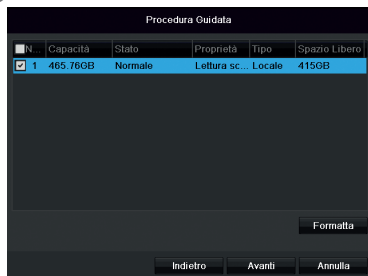 Procedura Guidata
N... Capacità Stato Proprietà Tipo Spazio Libero
1 465.76GB Normale Lettura sc... Locale 415GB
Formatta
Indietro Avanti Annulla